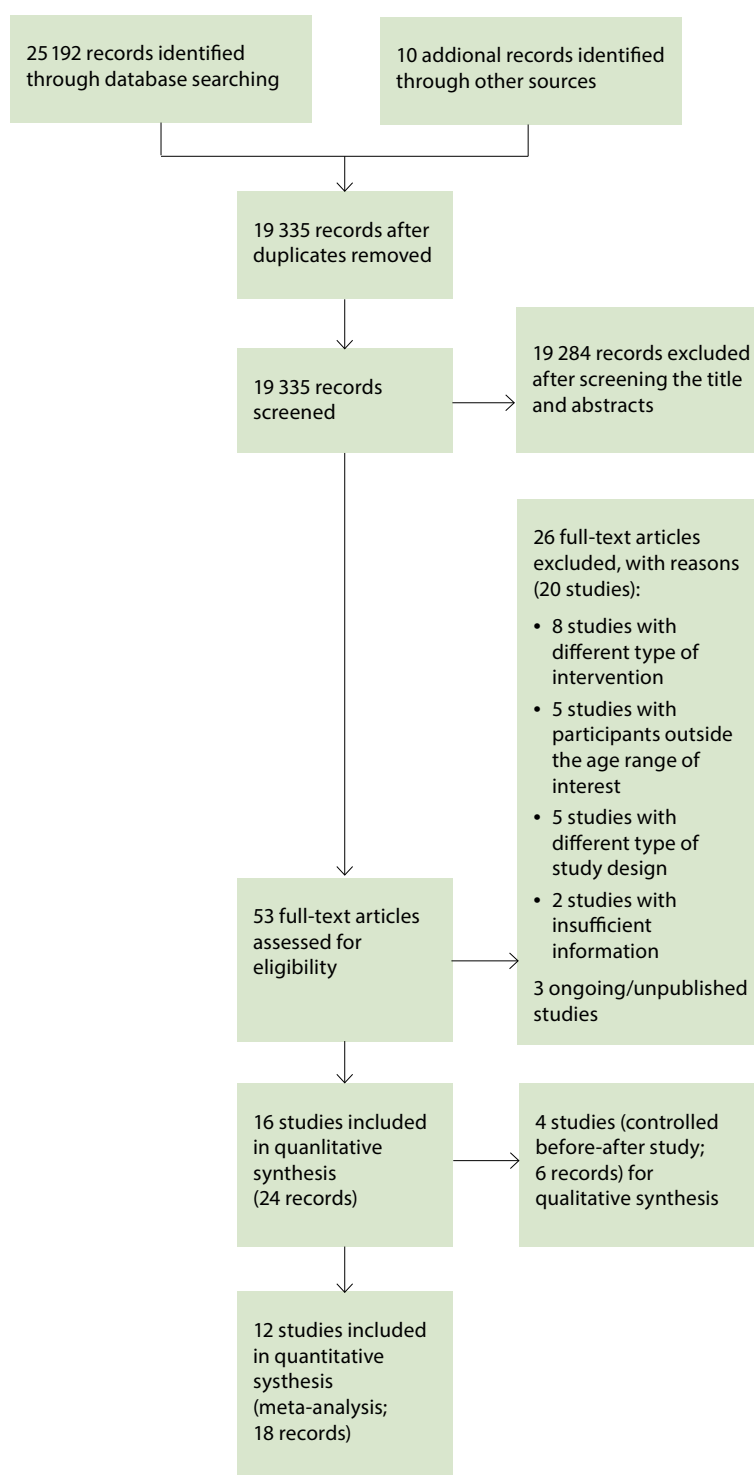 25 192 records identified
through database searching
10 addional records identified
through other sources
19 335 records after
duplicates removed
19 335 records
screened
19 284 records excluded
after screening the title
and abstracts
26 full-text articles
excluded, with reasons
(20 studies):
• 8 studies with
different type of
intervention
• 5 studies with
participants outside
the age range of
interest
• 5 studies with
different type of
study design
• 2 studies with
insufficient
information
3 ongoing/unpublished
studies
53 full-text articles
assessed for
eligibility
16 studies included
in quanlitative
synthesis
(24 records)
4 studies (controlled
before-after study;
6 records) for
qualitative synthesis
12 studies included
in quantitative
systhesis
(meta-analysis;
18 records)